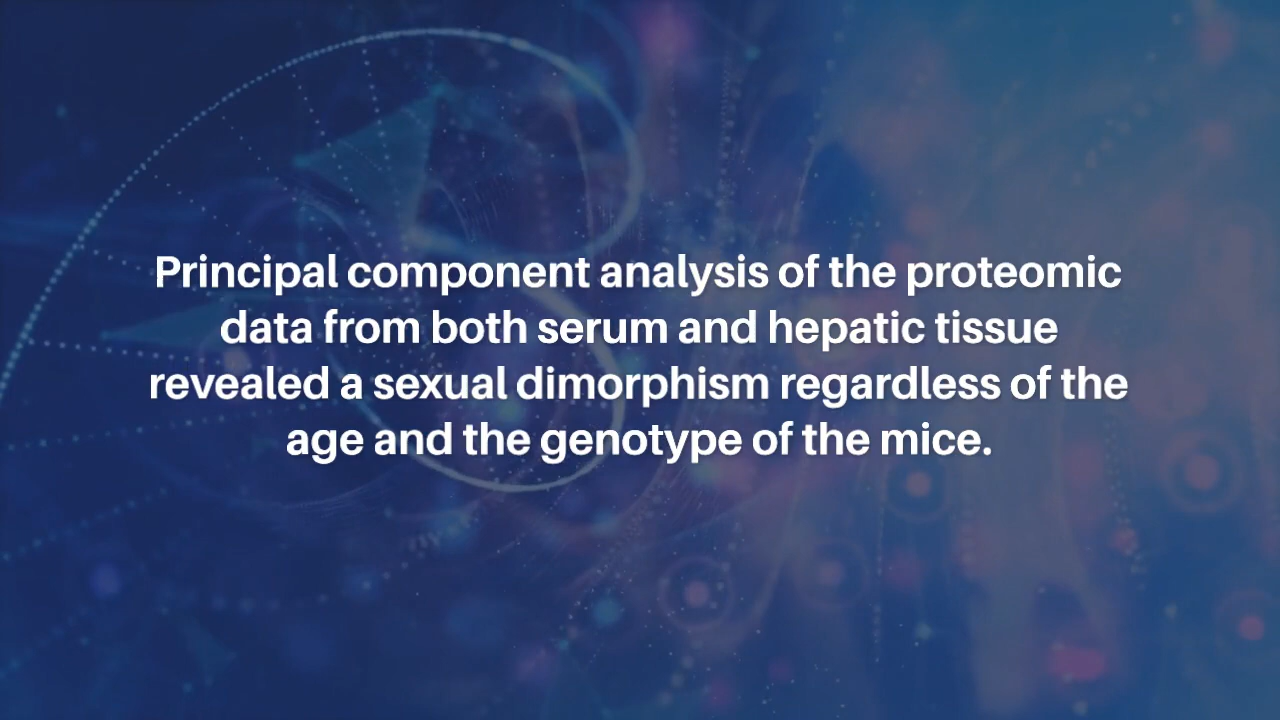 Principal component analysis of the proteomic
data from both serum and hepatic tissue
revealed a sexual dimorphism regardless of the
age and the genotype of the mice.